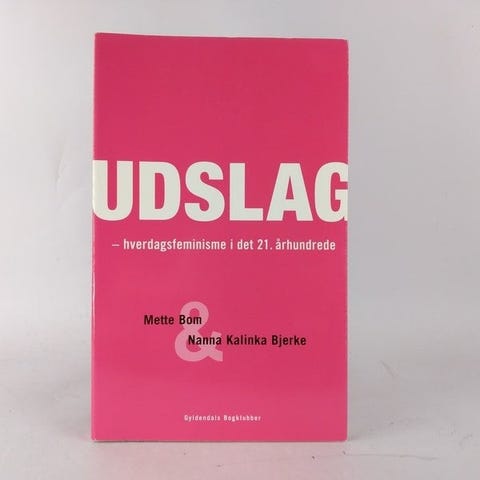 UDSLAG
– hverdagsfeminisme i det 21. århundrede
Mette Bom
&
Nanna Kalinka Bjerke
Gyldendals Bogklubber